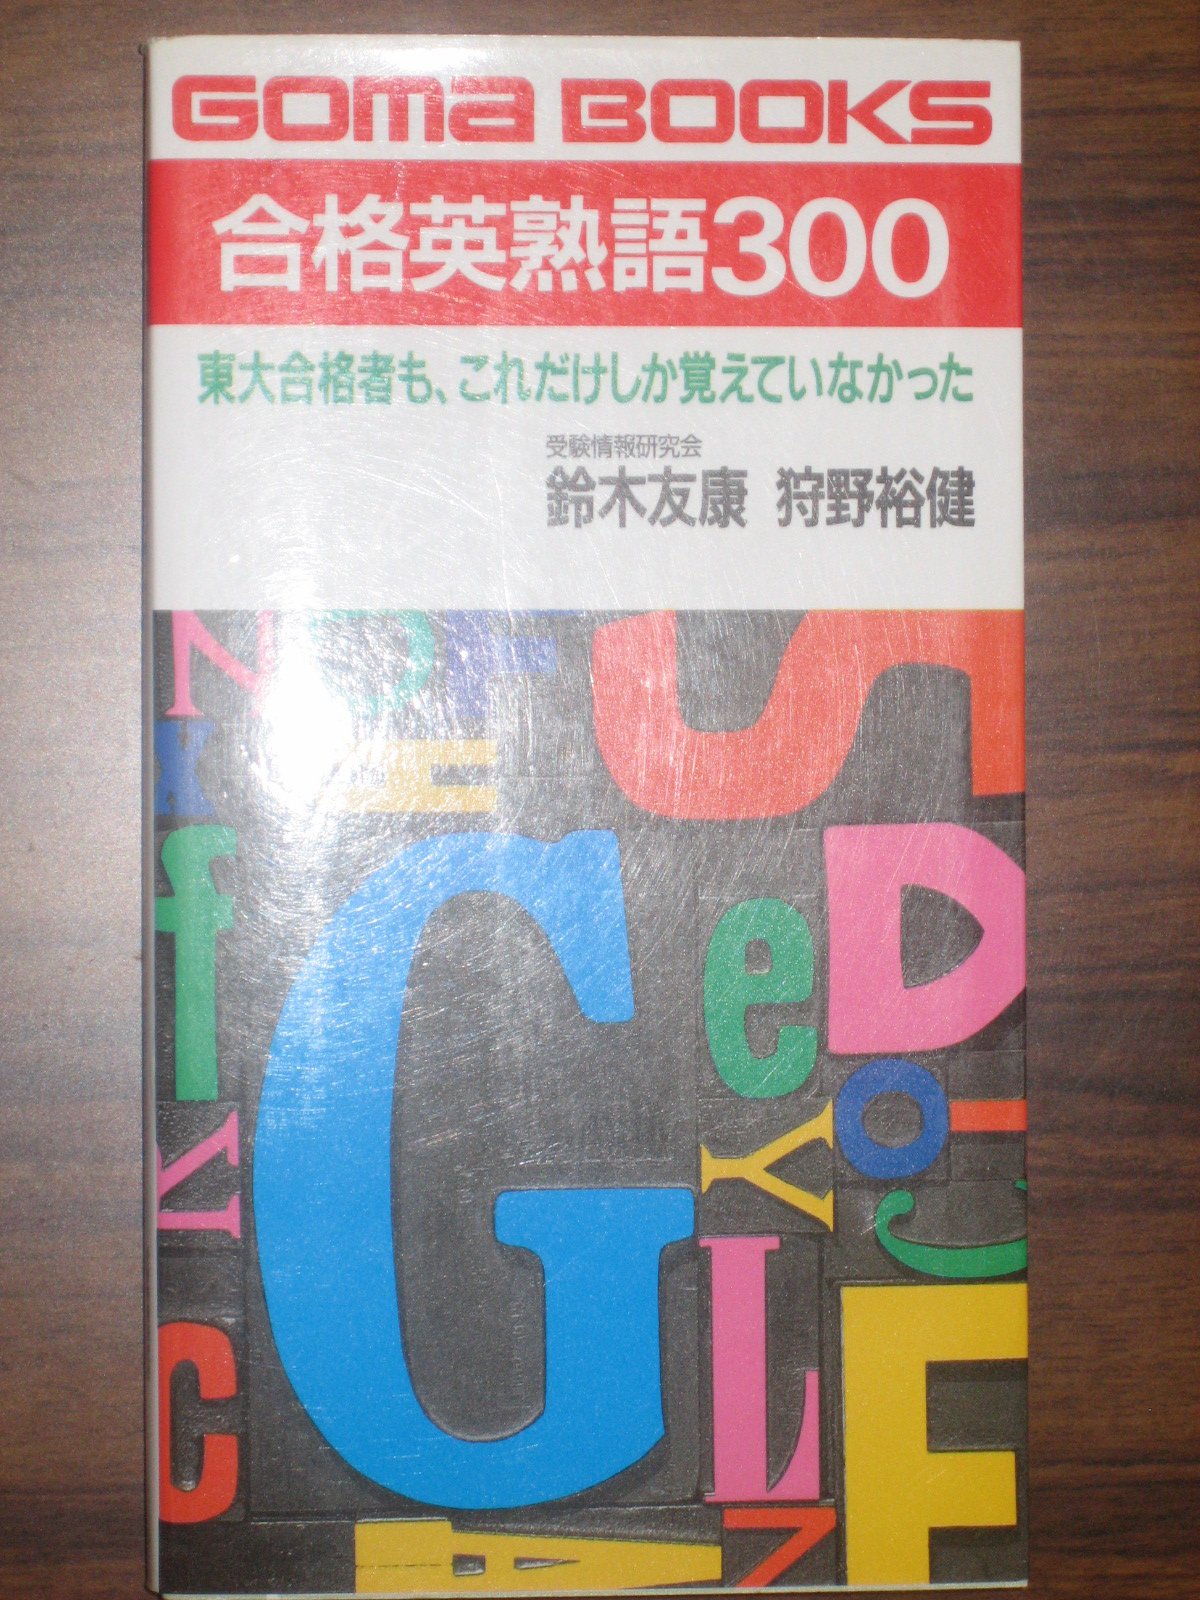 GOMA BOOKS
合格英熟語300
東大合格者も、これだけしか覚えていなかった
受験情報研究会
鈴木友康 狩野裕健